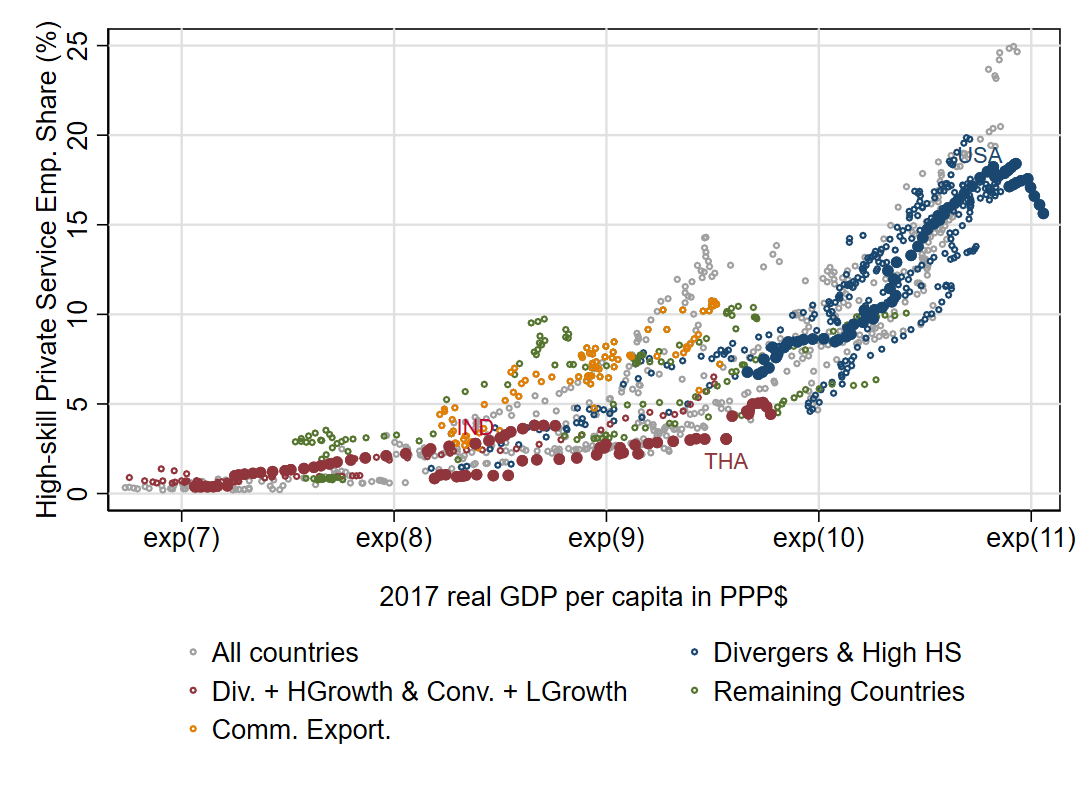 High-skill Private Service Emp. Share (%)
25
20
15
10
5
0
USA
IND
THA
exp(7) exp(8) exp(9) exp(10) exp(11)
2017 real GDP per capita in PPP$
All countries
Divergers & High HS
Div. + HGrowth & Conv. + LGrowth
Remaining Countries
Comm. Export.